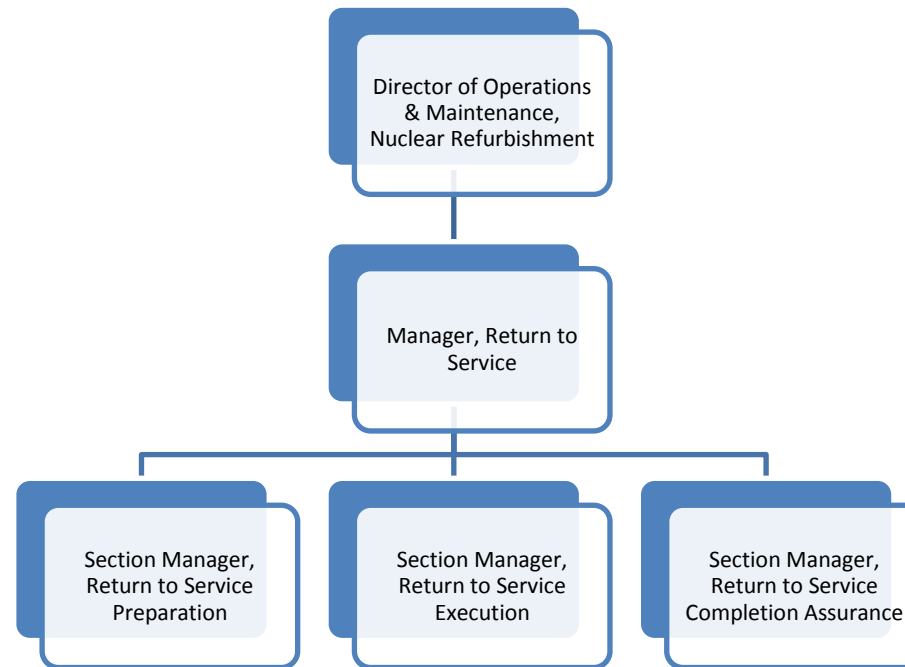 Director of Operations
& Maintenance,
Nuclear Refurbishment
Manager, Return to
Service
Section Manager,
Return to Service
Preparation
Section Manager,
Return to Service
Execution
Section Manager,
Return to Service
Completion Assurance